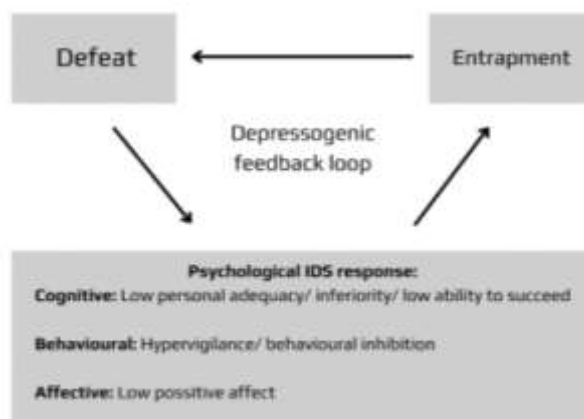 Defeat
Entrapment
Depressogenic
feedback loop
Psychological IDS response:
Cognitive: Low personal adequacy/ inferiority/ low ability to succeed
Behavioural: Hypervigilance/ behavioural inhibition
Affective: Low possitive affect